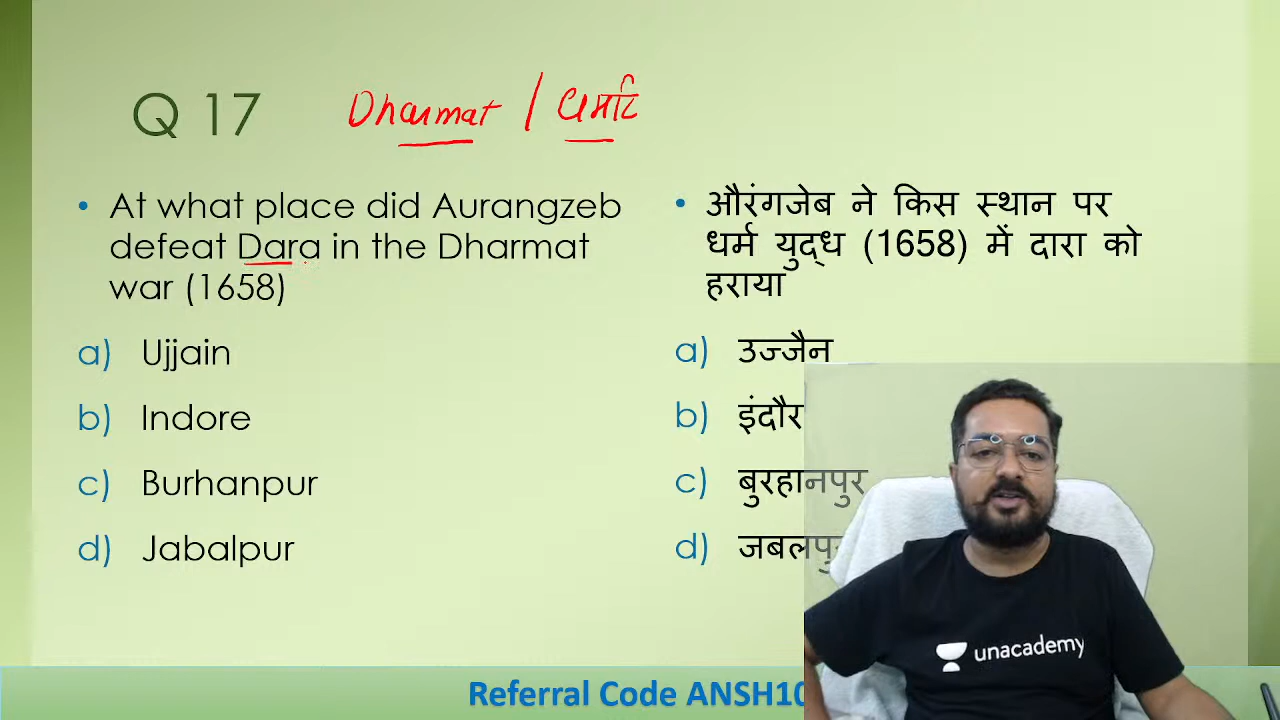 Q 17
Dharmat / धर्माट
• At what place did Aurangzeb
defeat Dara in the Dharmat
war (1658)
a) Ujjain
b) Indore
c) Burhanpur
d) Jabalpur
• औरंगजेब ने किस स्थान पर
धर्म युद्ध (1658) में दारा को
हराया
a) उज्जैन
b) इंदौर
c) बुरहानपुर
d) जबलपुर
unacademy
Referral Code ANSH10